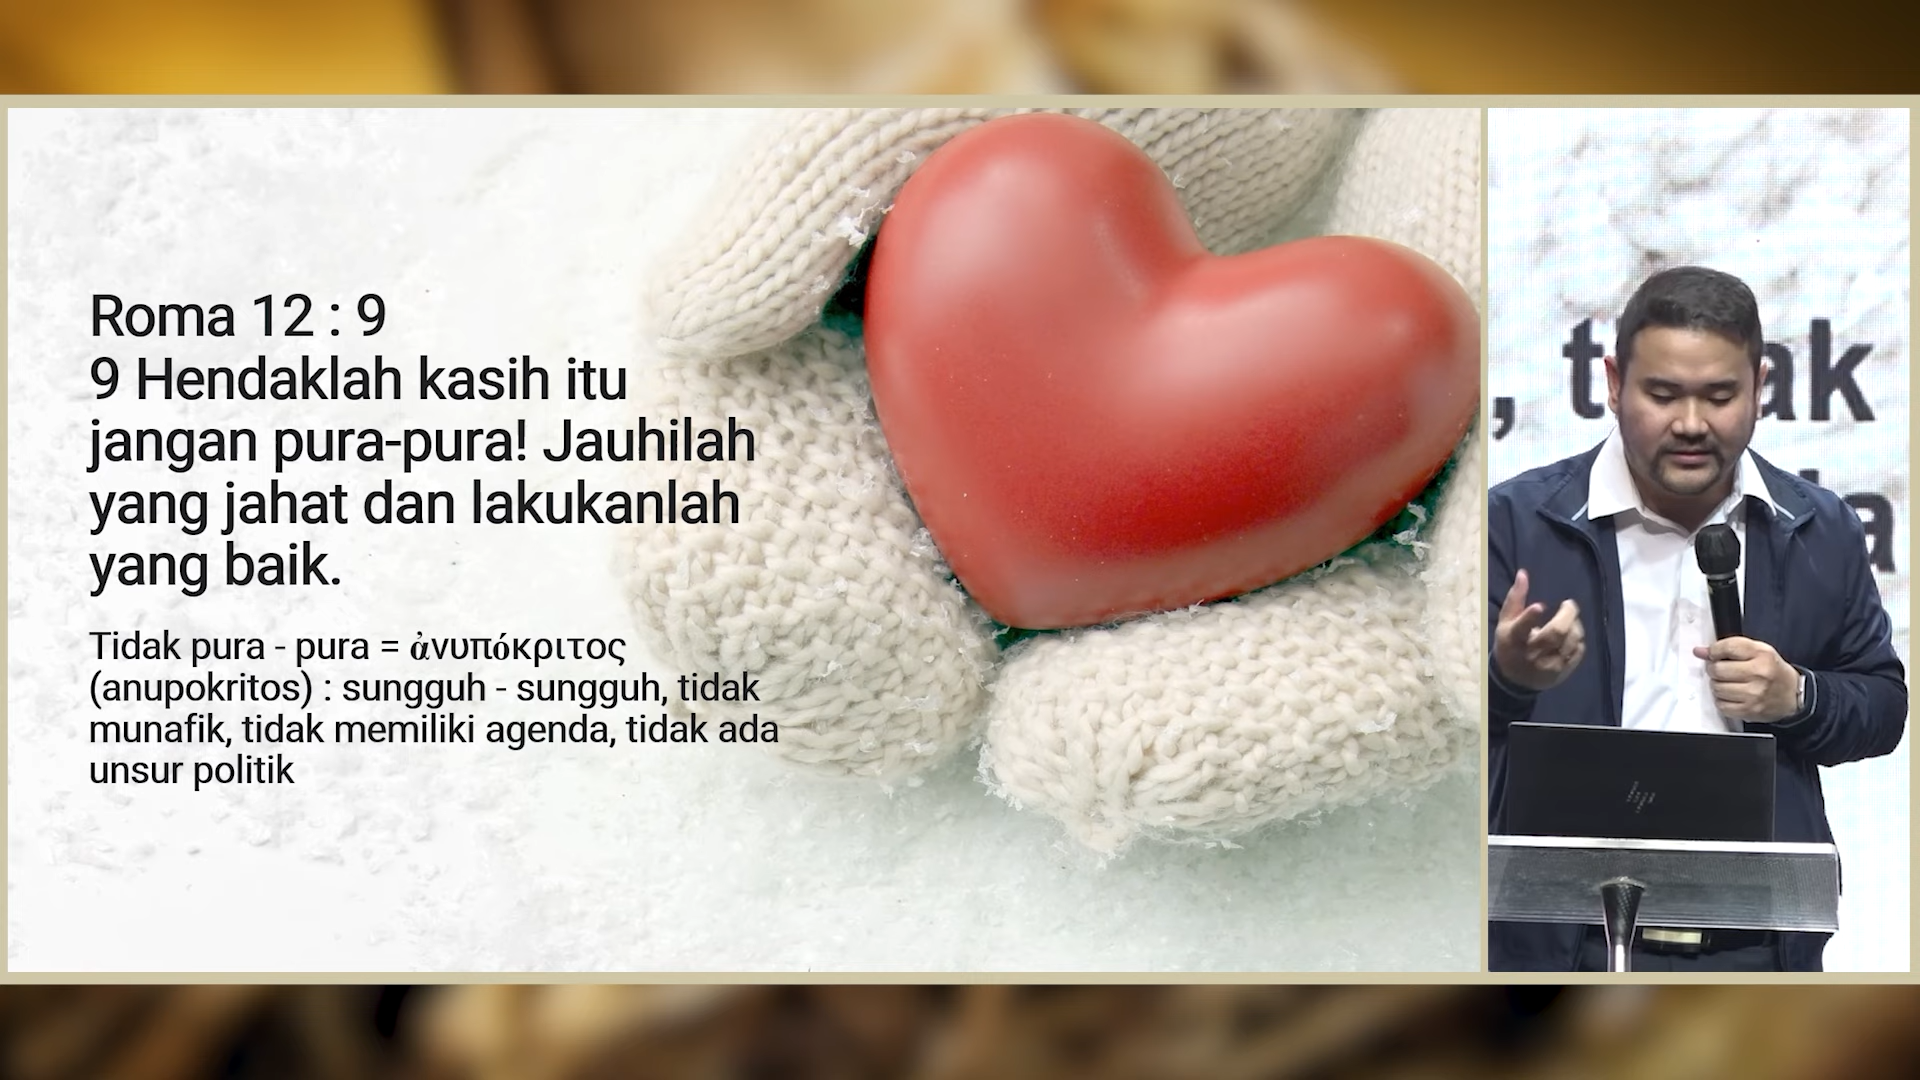 Roma 12 : 9
9 Hendaklah kasih itu
jangan pura-pura! Jauhilah
yang jahat dan lakukanlah
yang baik.
Tidak pura - pura = ἀνυπόκριτος
(anupokritos) : sungguh - sungguh, tidak
munafik, tidak memiliki agenda, tidak ada
unsur politik